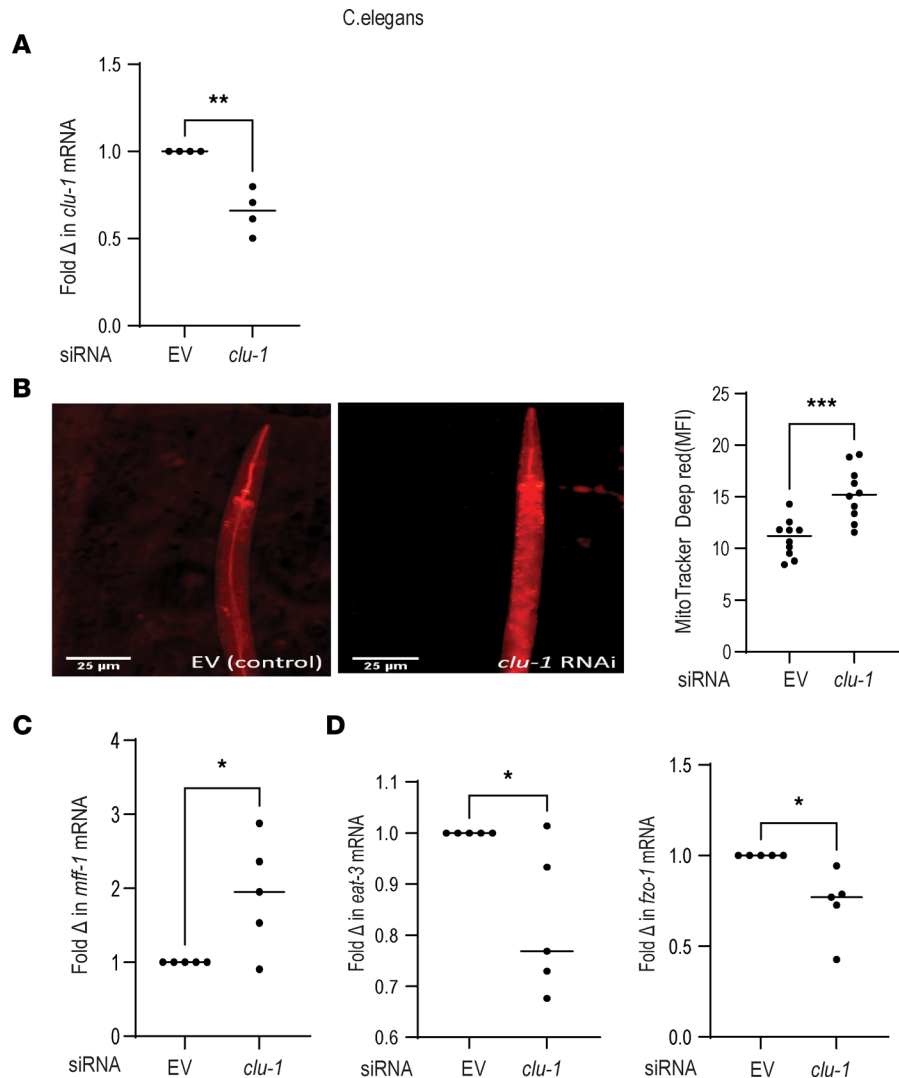 C.elegans
A
1.5
1.0
0.5
0.0
Fold Δ in clu-1 mRNA
**
siRNA EV clu-1
B
25 µm EV (control)
25 µm clu-1 RNAi
25
20
15
10
5
0
MitoTracker Deep red(MFI)
***
siRNA EV clu-1
C
4
3
2
1
0
Fold Δ in mff-1 mRNA
*
siRNA EV clu-1
D
1.1
1.0
0.9
0.8
0.7
0.6
Fold Δ in eat-3 mRNA
*
siRNA EV clu-1
1.5
1.0
0.5
0.0
Fold Δ in fzo-1 mRNA
*
siRNA EV clu-1